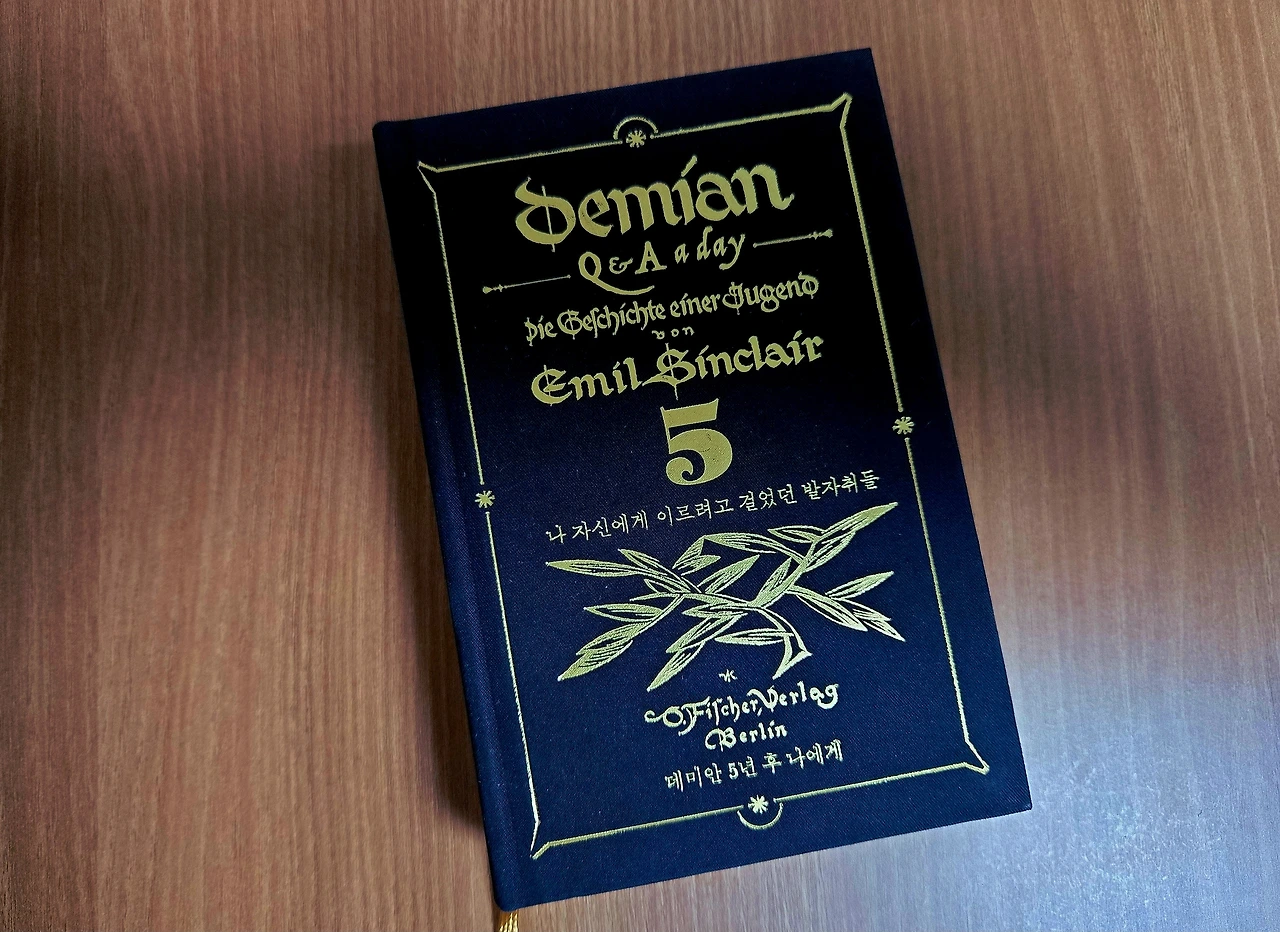 Demian
Q & A a day
Die Geſchichte einer Jugend
von
Emil Sinclair
5
나 자신에게 이르려고 걸었던 발자취들
S. Fiſcher, Verlag
Berlin
데미안 5년 후 나에게